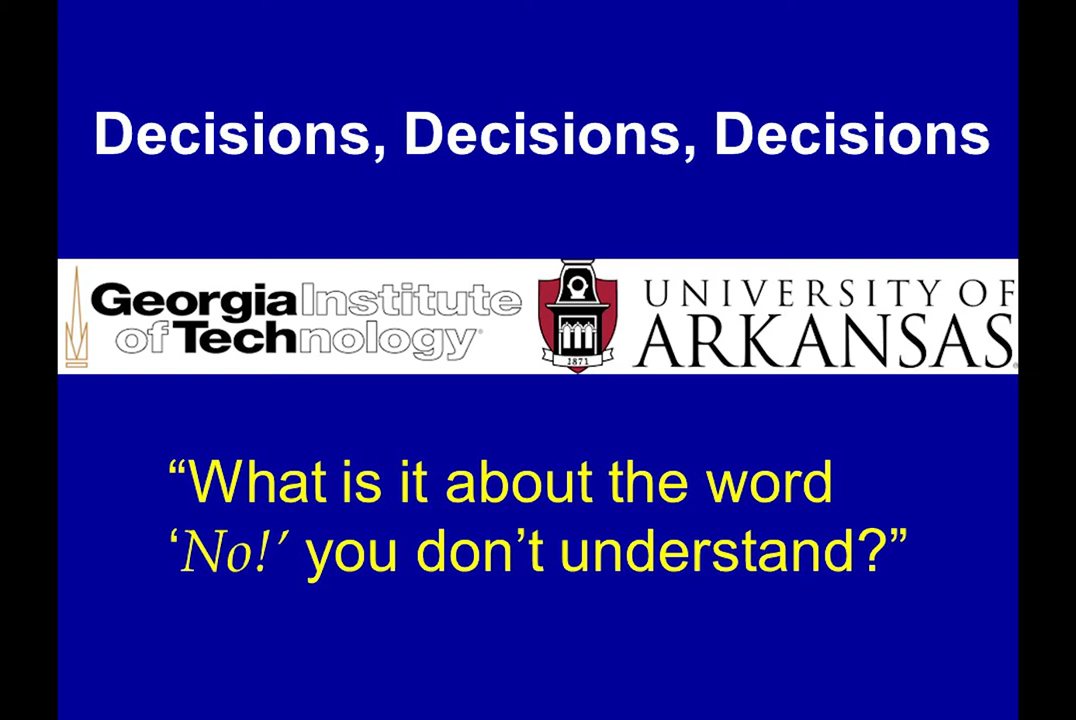 Decisions, Decisions, Decisions
Georgia Institute
of Technology
UNIVERSITY OF
ARKANSAS
1871
“What is it about the word
‘No!’ you don’t understand?”